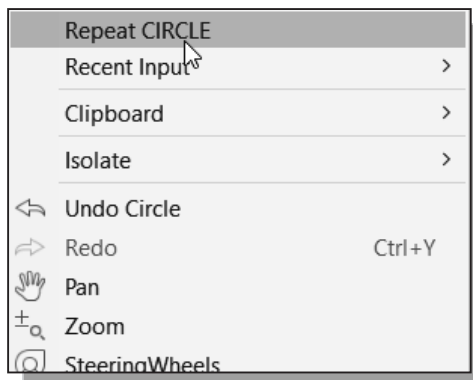 Repeat CIRCLE
Recent Input
Clipboard
Isolate
Undo Circle
Redo Ctrl+Y
Pan
Zoom
SteeringWheels